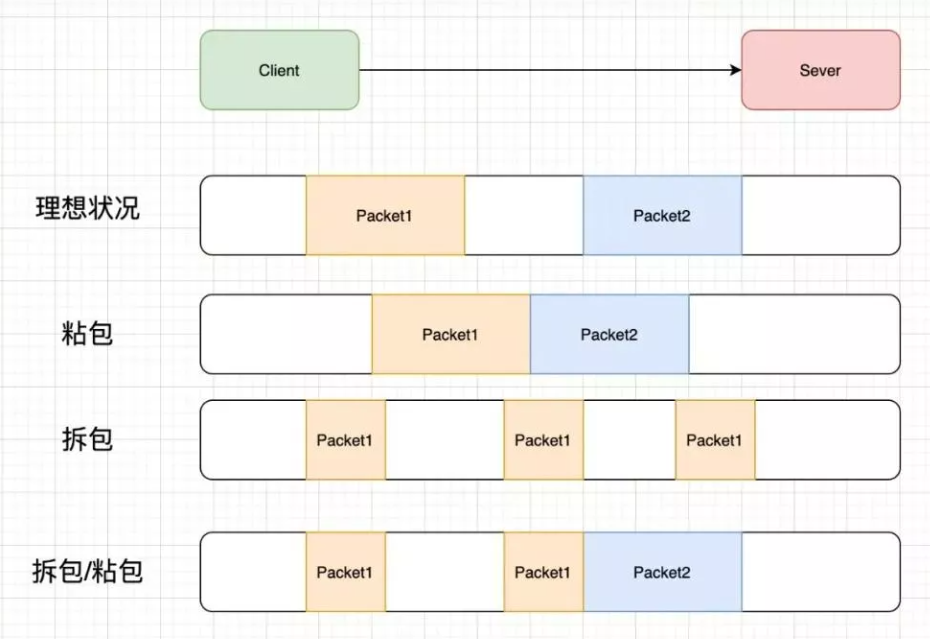 Client
Sever
理想状况
Packet1
Packet2
粘包
Packet1
Packet2
拆包
Packet1
Packet1
Packet1
拆包/粘包
Packet1
Packet1
Packet2